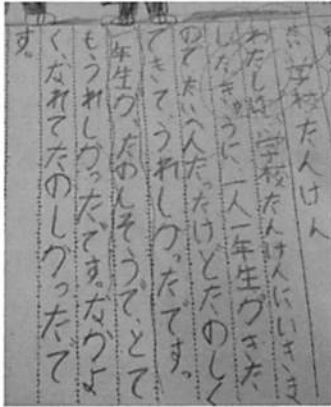 学校たんけん
わたしは、学校たんけんにいきま
した。きゅうに、一人一年生がきた
のでたいへんだったけどたのしく
できて、うれしかったです。
一年生が、たのしそうで、とて
もうれしかったです。なかよ
く、なれてたのしかったで
す。